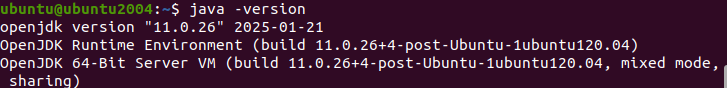 ubuntu@ubuntu2004:~$ java -version
openjdk version "11.0.26" 2025-01-21
OpenJDK Runtime Environment (build 11.0.26+4-post-Ubuntu-1ubuntu120.04)
OpenJDK 64-Bit Server VM (build 11.0.26+4-post-Ubuntu-1ubuntu120.04, mixed mode,
 sharing)